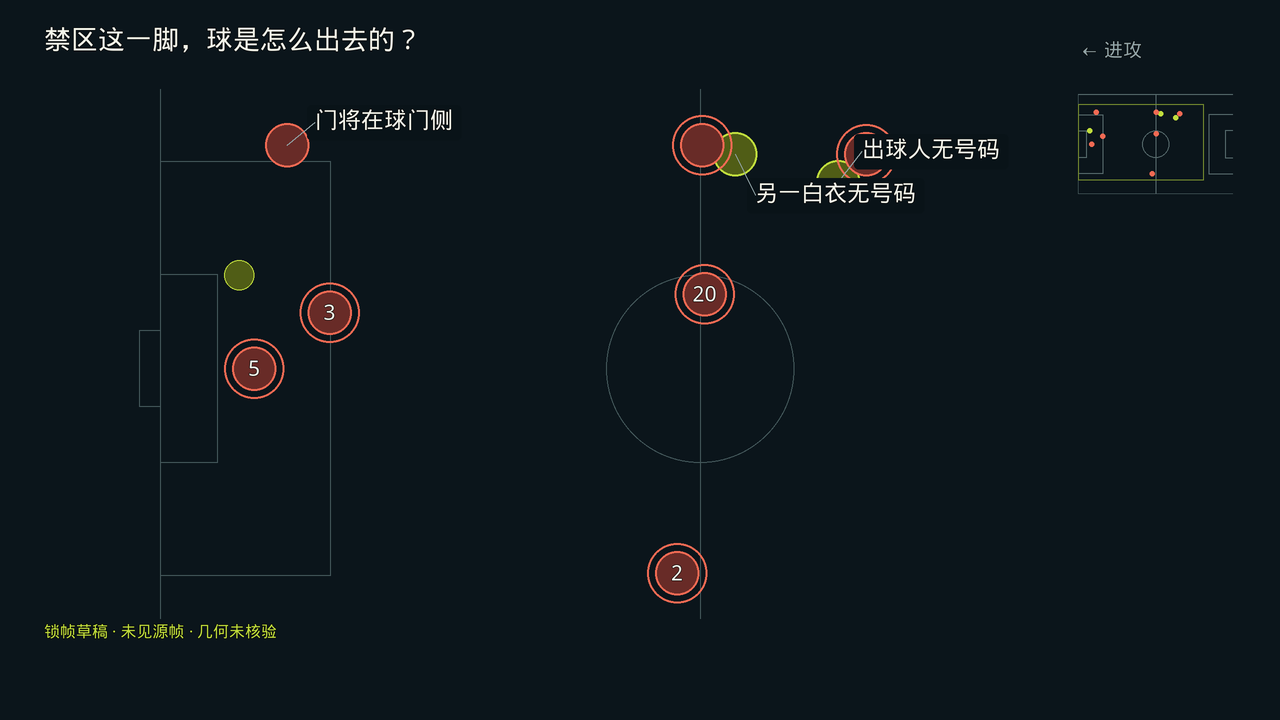 禁区这一脚，球是怎么出去的？
← 进攻
门将在球门侧
出球人无号码
另一白衣无号码
20
3
5
2
锁帧草稿 · 未见源帧 · 几何未核验